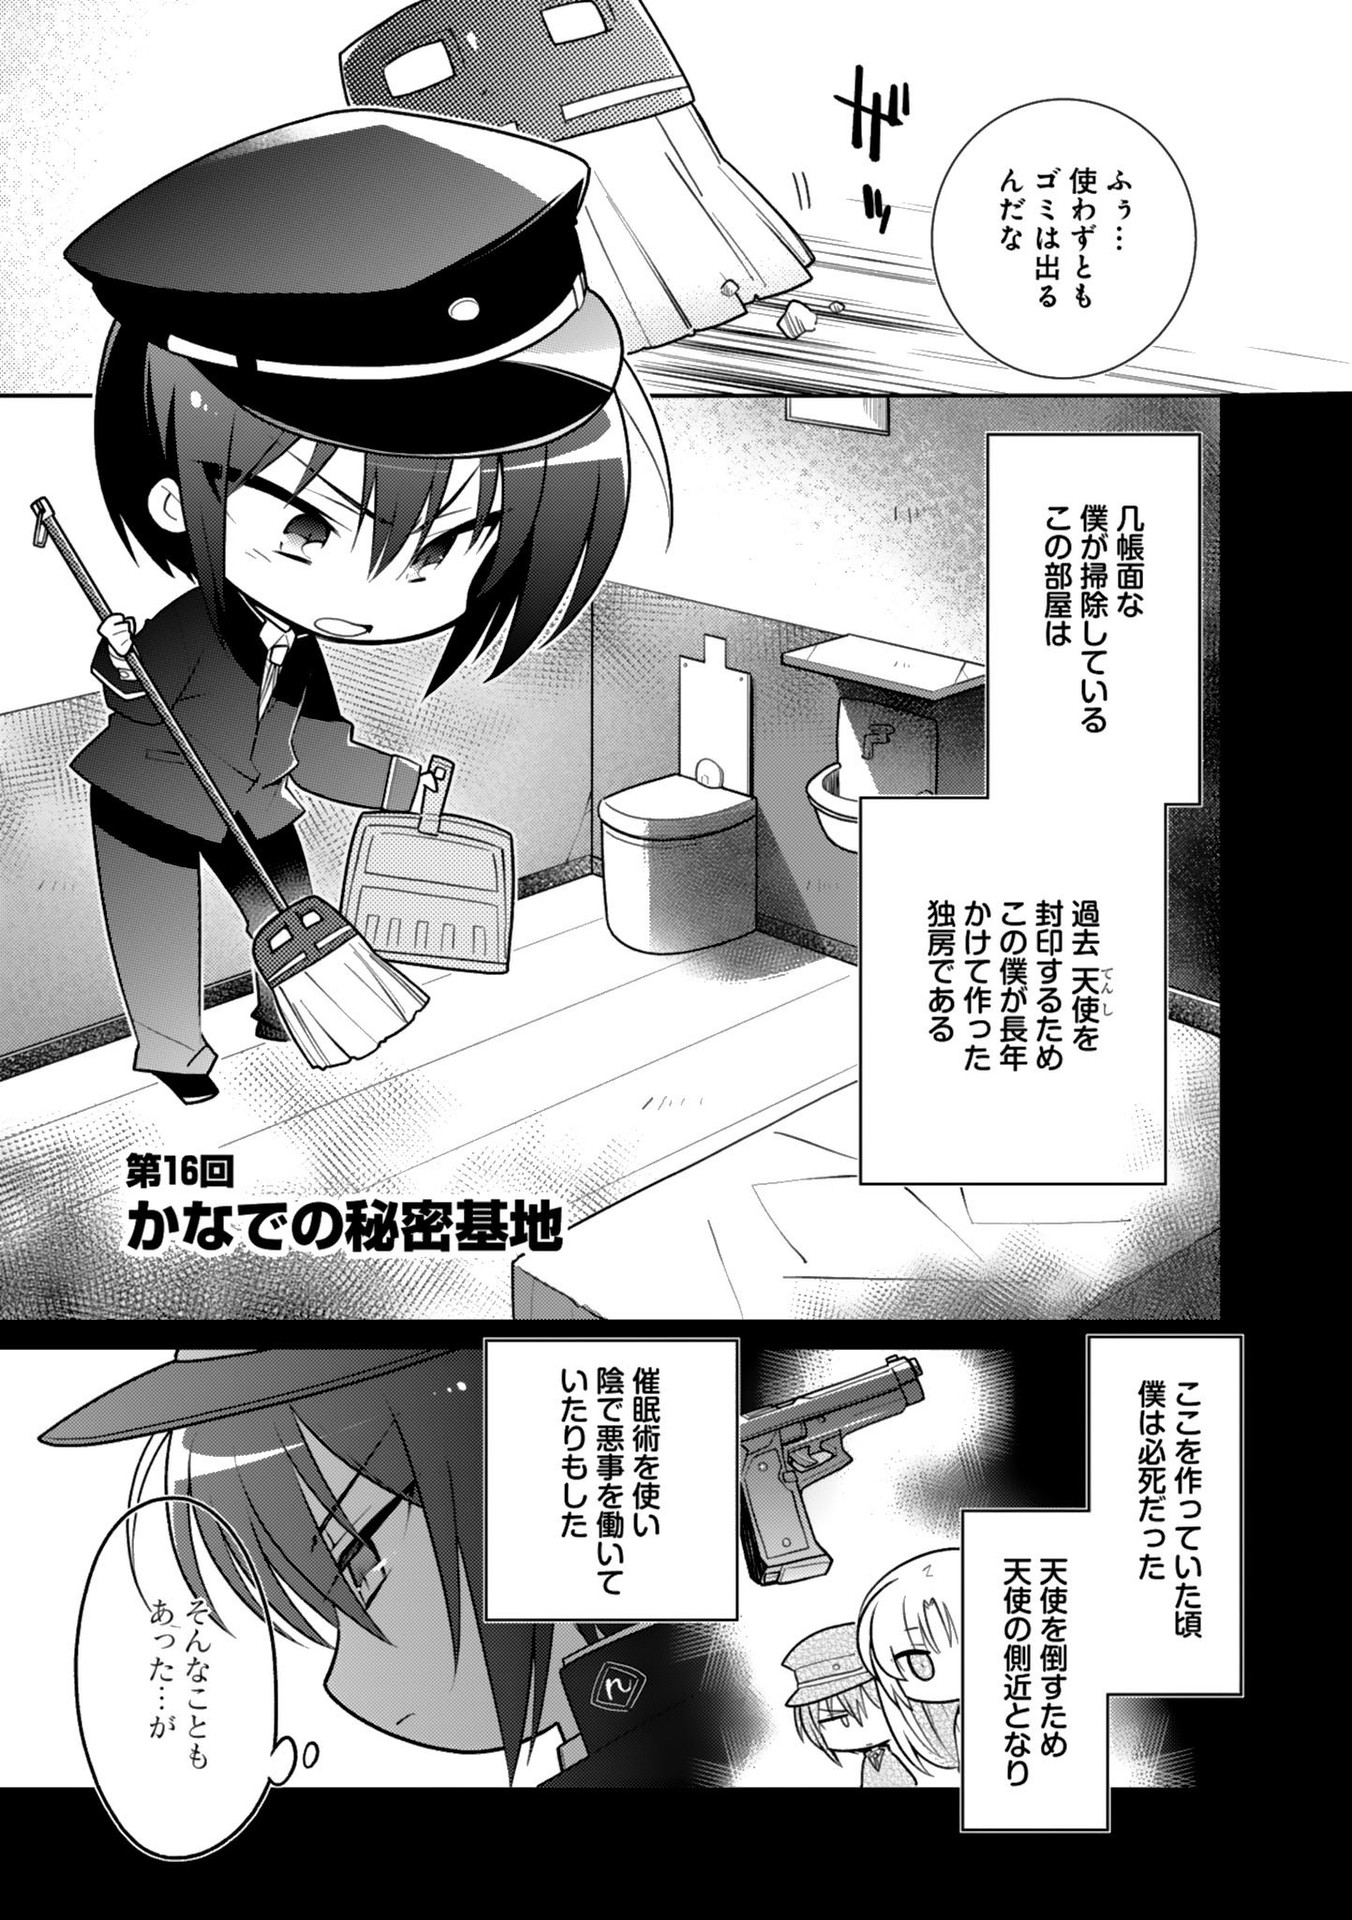 ザッ
ふぅ…
使わずとも
ゴミは出る
んだな
几帳面な
僕が掃除している
この部屋は
過去 天使を
てんし
封印するため
この僕が長年
かけて作った
独房である
第16回
かなでの秘密基地
ここを作っていた頃
僕は必死だった
天使を倒すため
天使の側近となり
催眠術を使い
陰で悪事を働いて
いたりもした
そんなことも
あった…が